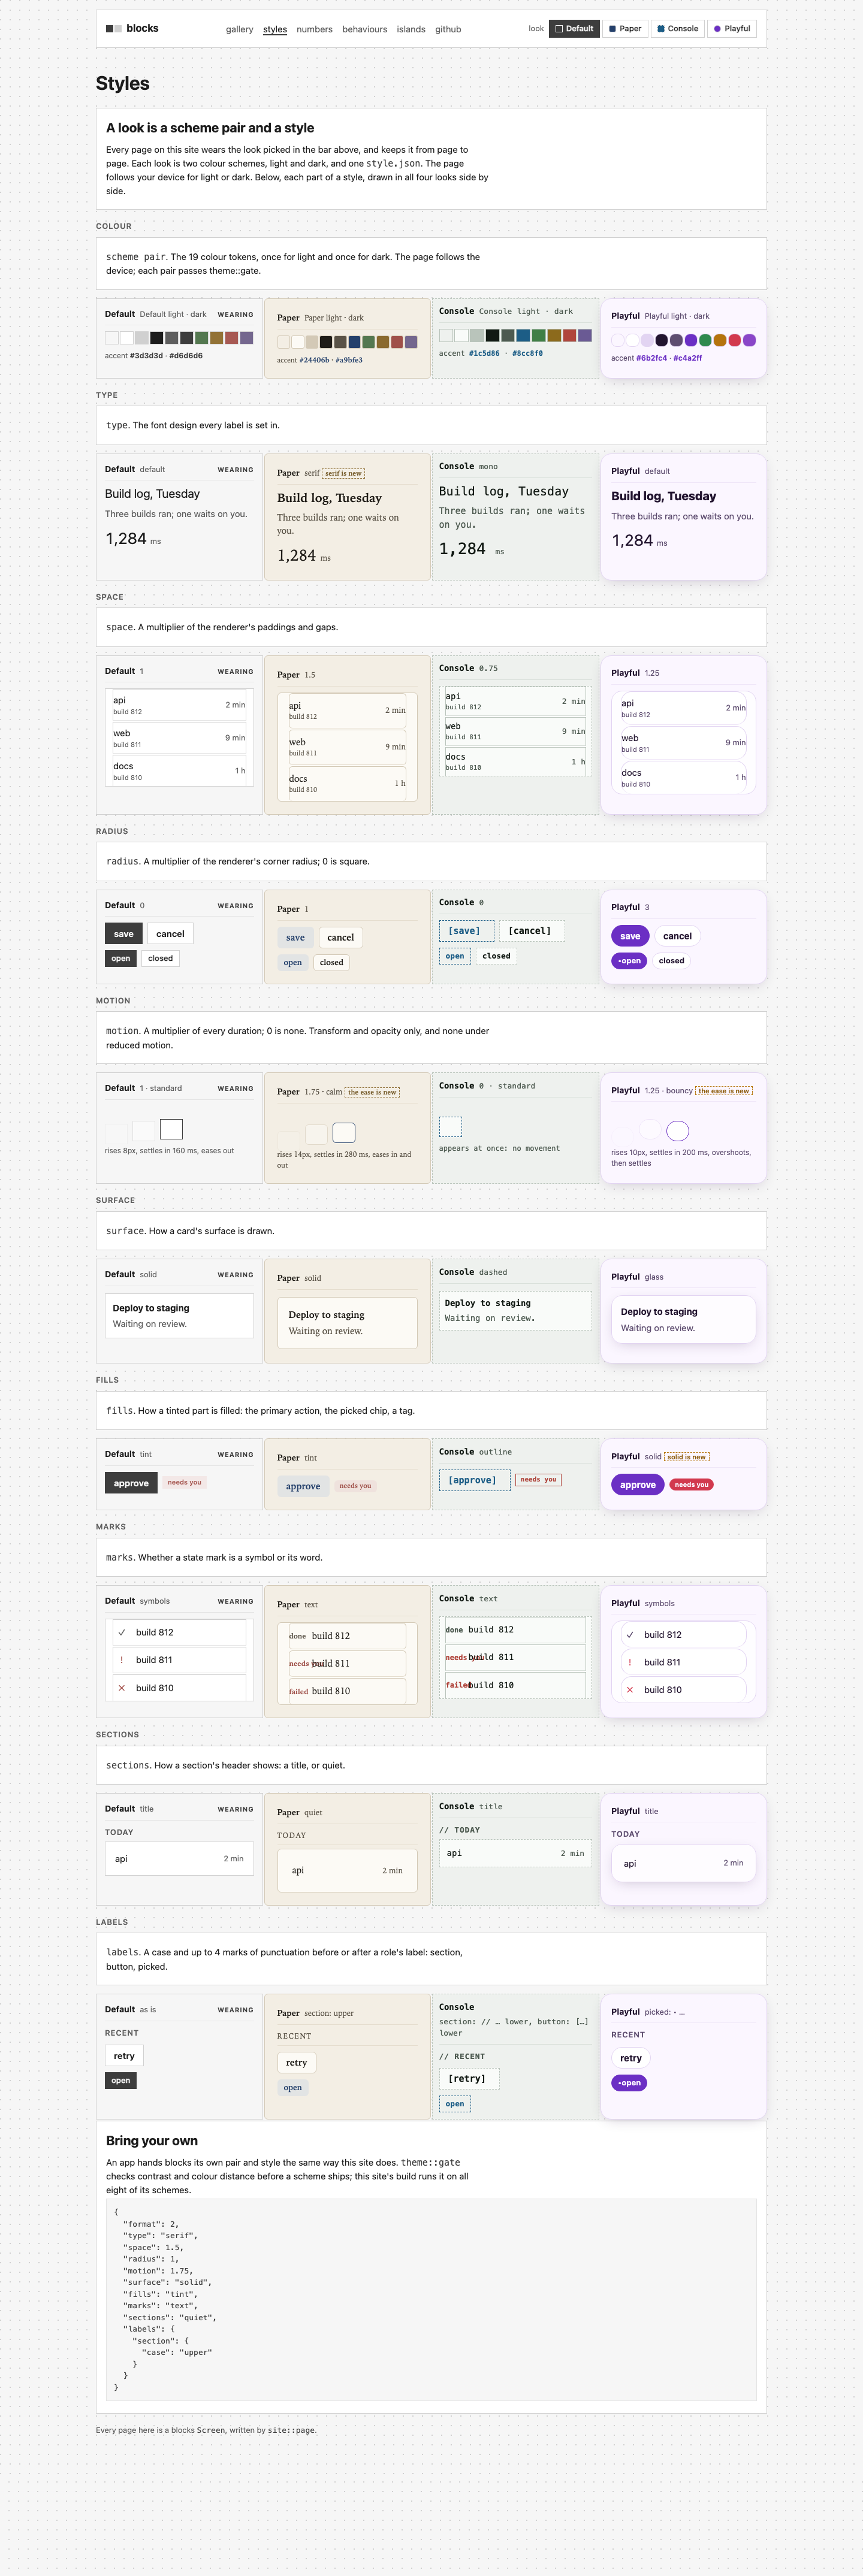 blocks
gallery styles numbers behaviours islands github
look Default Paper Console Playful
Styles
A look is a scheme pair and a style
Every page on this site wears the look picked in the bar above, and keeps it from page to
page. Each look is two colour schemes, light and dark, and one style.json. The page
follows your device for light or dark. Below, each part of a style, drawn in all four looks side by
side.
COLOUR
scheme pair. The 19 colour tokens, once for light and once for dark. The page follows the
device; each pair passes theme::gate.
Default Default light · dark WEARING
accent #3d3d3d · #d6d6d6
Paper Paper light · dark
accent #24406b · #a9bfe3
Console Console light · dark
accent #1c5d86 · #8cc8f0
Playful Playful light · dark
accent #6b2fc4 · #c4a2ff
TYPE
type. The font design every label is set in.
Default default WEARING
Build log, Tuesday
Three builds ran; one waits on you.
1,284 ms
Paper serif serif is new
Build log, Tuesday
Three builds ran; one waits on
you.
1,284 ms
Console mono
Build log, Tuesday
Three builds ran; one waits
on you.
1,284 ms
Playful default
Build log, Tuesday
Three builds ran; one waits on you.
1,284 ms
SPACE
space. A multiplier of the renderer's paddings and gaps.
Default 1 WEARING
api
build 812
2 min
web
build 811
9 min
docs
build 810
1 h
Paper 1.5
api
build 812
2 min
web
build 811
9 min
docs
build 810
1 h
Console 0.75
api
build 812
2 min
web
build 811
9 min
docs
build 810
1 h
Playful 1.25
api
build 812
2 min
web
build 811
9 min
docs
build 810
1 h
RADIUS
radius. A multiplier of the renderer's corner radius; 0 is square.
Default 0 WEARING
save cancel
open closed
Paper 1
save cancel
open closed
Console 0
[save] [cancel]
open closed
Playful 3
save cancel
•open closed
MOTION
motion. A multiplier of every duration; 0 is none. Transform and opacity only, and none under
reduced motion.
Default 1 · standard WEARING
rises 8px, settles in 160 ms, eases out
Paper 1.75 · calm the ease is new
rises 14px, settles in 280 ms, eases in and
out
Console 0 · standard
appears at once: no movement
Playful 1.25 · bouncy the ease is new
rises 10px, settles in 200 ms, overshoots,
then settles
SURFACE
surface. How a card's surface is drawn.
Default solid WEARING
Deploy to staging
Waiting on review.
Paper solid
Deploy to staging
Waiting on review.
Console dashed
Deploy to staging
Waiting on review.
Playful glass
Deploy to staging
Waiting on review.
FILLS
fills. How a tinted part is filled: the primary action, the picked chip, a tag.
Default tint WEARING
approve needs you
Paper tint
approve needs you
Console outline
[approve] needs you
Playful solid solid is new
approve needs you
MARKS
marks. Whether a state mark is a symbol or its word.
Default symbols WEARING
✓ build 812
! build 811
✕ build 810
Paper text
done build 812
needs you build 811
failed build 810
Console text
done build 812
needs you build 811
failed build 810
Playful symbols
✓ build 812
! build 811
✕ build 810
SECTIONS
sections. How a section's header shows: a title, or quiet.
Default title WEARING
TODAY
api 2 min
Paper quiet
TODAY
api 2 min
Console title
// TODAY
api 2 min
Playful title
TODAY
api 2 min
LABELS
labels. A case and up to 4 marks of punctuation before or after a role's label: section,
button, picked.
Default as is WEARING
RECENT
retry
open
Paper section: upper
RECENT
retry
open
Console
section: // … lower, button: […]
lower
// RECENT
[retry]
open
Playful picked: • …
RECENT
retry
•open
Bring your own
An app hands blocks its own pair and style the same way this site does. theme::gate
checks contrast and colour distance before a scheme ships; this site's build runs it on all
eight of its schemes.
{
"format": 2,
"type": "serif",
"space": 1.5,
"radius": 1,
"motion": 1.75,
"surface": "solid",
"fills": "tint",
"marks": "text",
"sections": "quiet",
"labels": {
"section": {
"case": "upper"
}
}
}
Every page here is a blocks Screen, written by site::page.